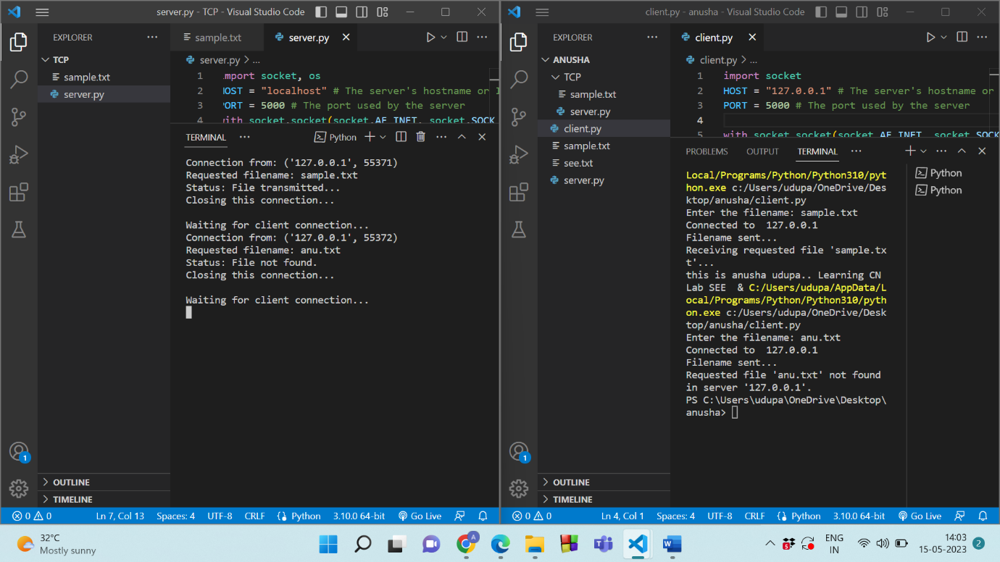 server.py - TCP - Visual Studio Code
EXPLORER
TCP
sample.txt
server.py
sample.txt
server.py
server.py > ...
1 import socket, os
2 HOST = "localhost" # The server's hostname or I
3 PORT = 5000 # The port used by the server
4 with socket.socket(socket.AF_INET, socket.SOCK
TERMINAL
Python
Connection from: ('127.0.0.1', 55371)
Requested filename: sample.txt
Status: File transmitted...
Closing this connection...
Waiting for client connection...
Connection from: ('127.0.0.1', 55372)
Requested filename: anu.txt
Status: File not found.
Closing this connection...
Waiting for client connection...
1
OUTLINE
TIMELINE
0 0 Ln 7, Col 13 Spaces: 4 UTF-8 CRLF Python 3.10.0 64-bit Go Live
client.py - anusha - Visual Studio Code
EXPLORER
ANUSHA
TCP
sample.txt
server.py
client.py
sample.txt
see.txt
server.py
client.py
client.py > ...
1 import socket
2 HOST = "127.0.0.1" # The server's hostname or
3 PORT = 5000 # The port used by the server
4
5 with socket.socket(socket.AF_INET, socket.SOCK
PROBLEMS OUTPUT TERMINAL
Python
Python
Local/Programs/Python/Python310/pyt
hon.exe c:/Users/udupa/OneDrive/Des
ktop/anusha/client.py
Enter the filename: sample.txt
Connected to  127.0.0.1
Filename sent...
Receiving requested file 'sample.tx
t'...
this is anusha udupa.. Learning CN
Lab SEE  & C:/Users/udupa/AppData/L
ocal/Programs/Python/Python310/pyth
on.exe c:/Users/udupa/OneDrive/Desk
top/anusha/client.py
Enter the filename: anu.txt
Connected to  127.0.0.1
Filename sent...
Requested file 'anu.txt' not found
in server '127.0.0.1'.
PS C:\Users\udupa\OneDrive\Desktop\
anusha>
1
OUTLINE
TIMELINE
0 0 Ln 4, Col 1 Spaces: 4 UTF-8 CRLF Python 3.10.0 64-bit Go Live
32°C
Mostly sunny
A
5
ENG
IN
14:03
15-05-2023
2